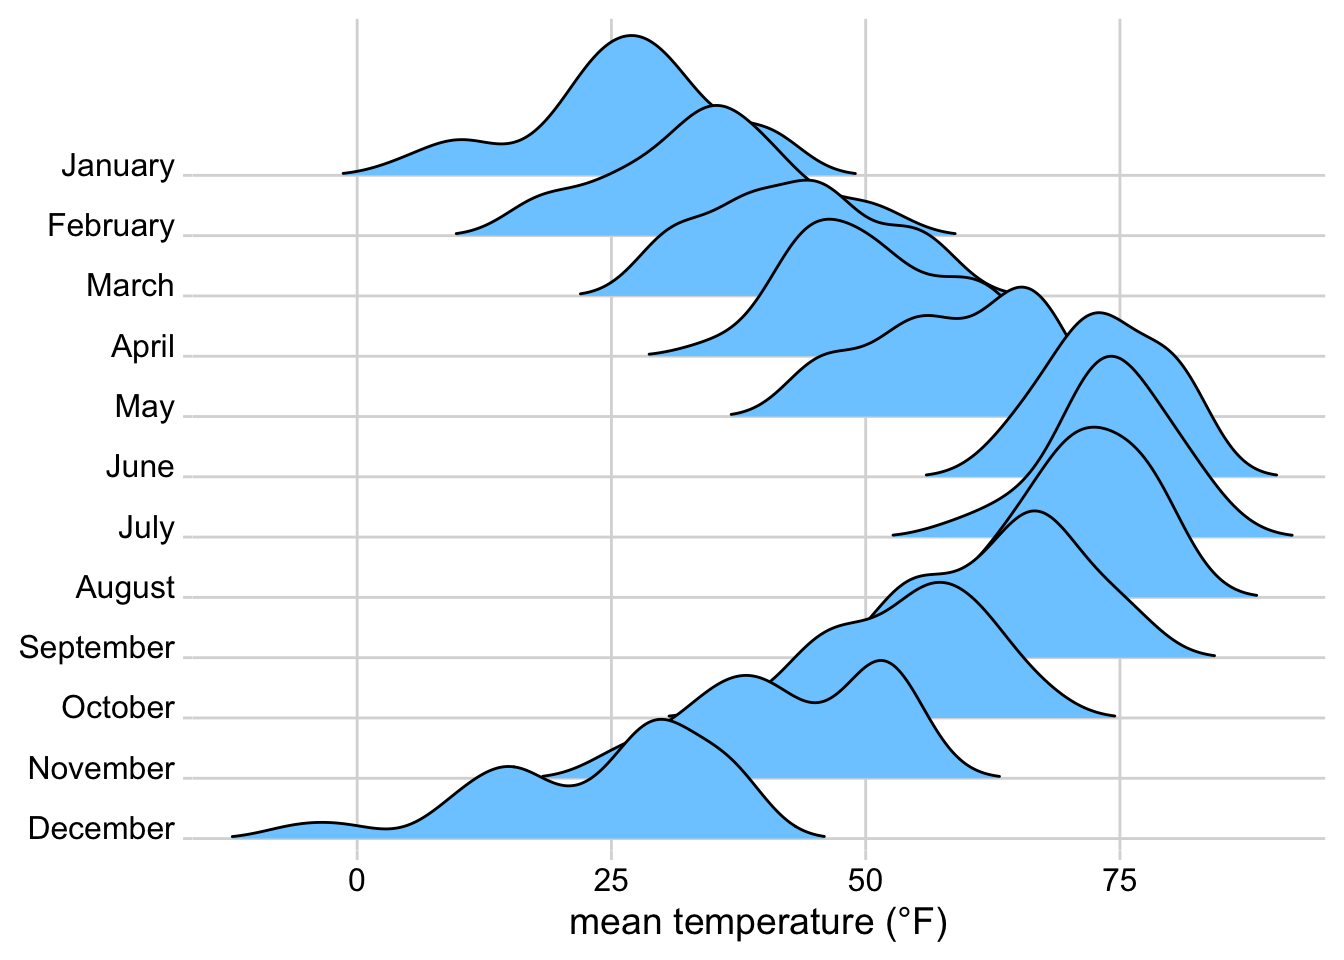 January
February
March
April
May
June
July
August
September
October
November
December
0 25 50 75
mean temperature (°F)